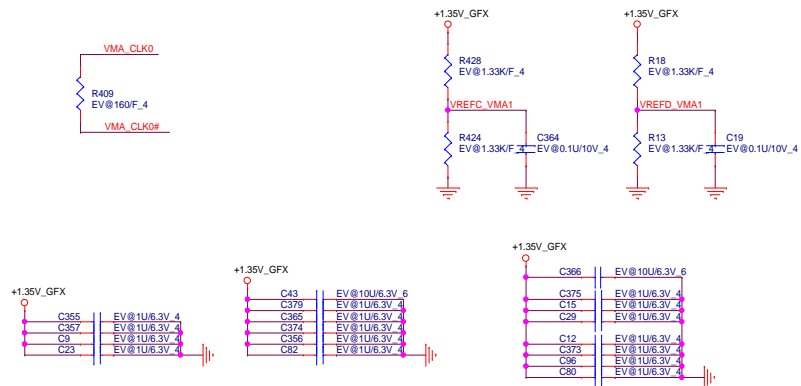 +1.35V_GFX
+1.35V_GFX
VMA_CLK0
R409
EV@160/F_4
VMA_CLK0#
R428
EV@1.33K/F_4
R18
EV@1.33K/F_4
VREFC_VMA1
VREFD_VMA1
R424
EV@1.33K/F_4
C364
EV@0.1U/10V_4
R13
EV@1.33K/F_4
C19
EV@0.1U/10V_4
+1.35V_GFX
C355 EV@1U/6.3V_4
C357 EV@1U/6.3V_4
C9 EV@1U/6.3V_4
C23 EV@1U/6.3V_4
+1.35V_GFX
C43 EV@10U/6.3V_6
C379 EV@1U/6.3V_4
C365 EV@1U/6.3V_4
C374 EV@1U/6.3V_4
C356 EV@1U/6.3V_4
C82 EV@1U/6.3V_4
+1.35V_GFX
C366 EV@10U/6.3V_6
C375 EV@1U/6.3V_4
C15 EV@1U/6.3V_4
C29 EV@1U/6.3V_4
C12 EV@1U/6.3V_4
C373 EV@1U/6.3V_4
C96 EV@1U/6.3V_4
C80 EV@1U/6.3V_4